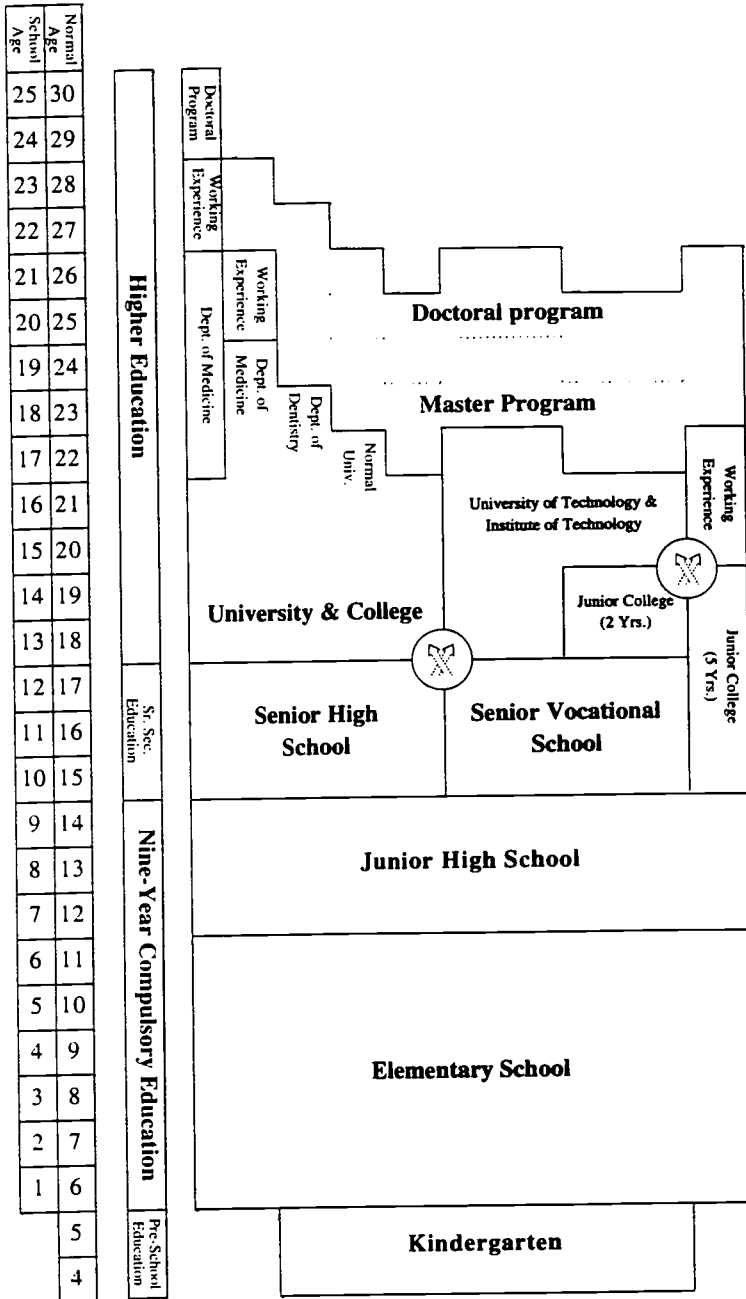 Normal
Age
School
Age
25 30
24 29
23 28
22 27
21 26
20 25
19 24
18 23
17 22
16 21
15 20
14 19
13 18
12 17
11 16
10 15
9 14
8 13
7 12
6 11
5 10
4 9
3 8
2 7
1 6
5
4
Higher Education
Sr. Sec.
Education
Nine-Year Compulsory Education
Pre-School
Education
Doctoral
Program
Working
Experience
Dept. of Medicine
Working
Experience
Dept. of
Medicine
Dept. of
Dentistry
Normal
Univ.
Doctoral program
Master Program
University of Technology &
Institute of Technology
Working
Experience
Junior College
(2 Yrs.)
Junior College
(5 Yrs.)
University & College
Senior High
School
Senior Vocational
School
Junior High School
Elementary School
Kindergarten